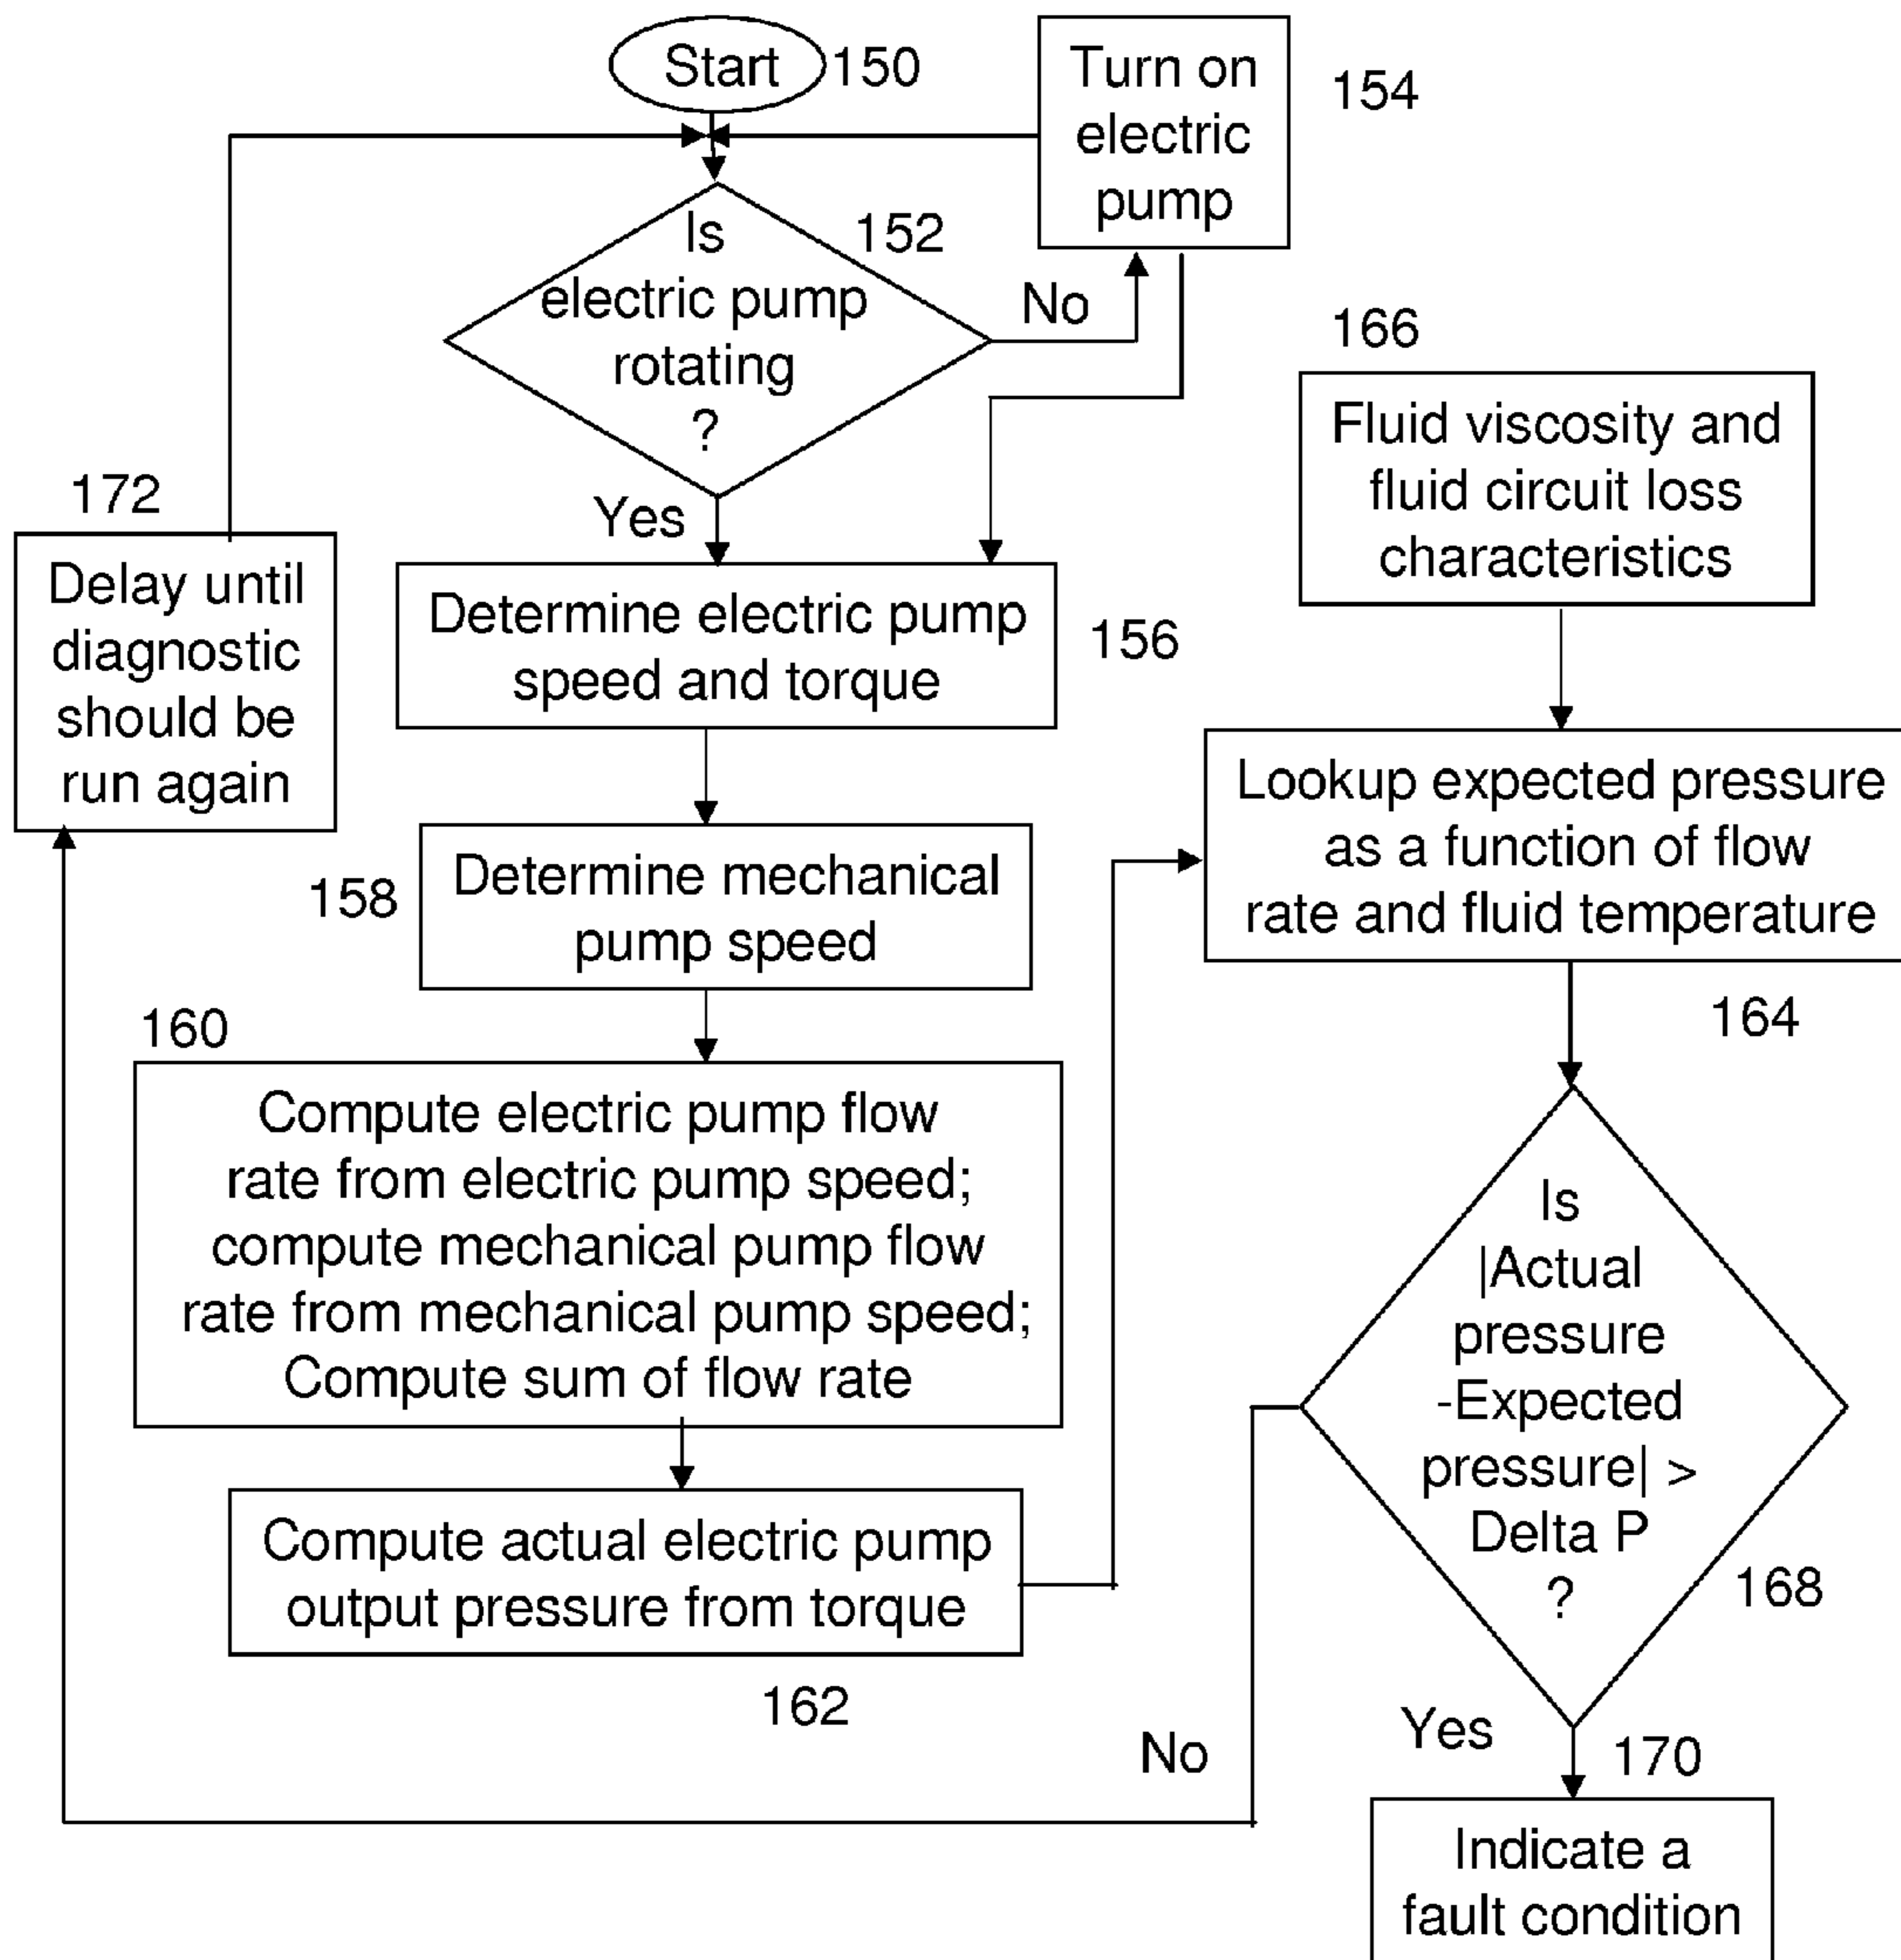 Start
150
Turn on
electric
pump
154
Is
electric pump
rotating
?
152
No
Yes
166
Fluid viscosity and
fluid circuit loss
characteristics
172
Delay until
diagnostic
should be
run again
Determine electric pump
speed and torque
156
Lookup expected pressure
as a function of flow
rate and fluid temperature
164
158
Determine mechanical
pump speed
160
Compute electric pump flow
rate from electric pump speed;
compute mechanical pump flow
rate from mechanical pump speed;
Compute sum of flow rate
Compute actual electric pump
output pressure from torque
162
Is
|Actual
pressure
-Expected
pressure| >
Delta P
?
168
No
Yes
170
Indicate a
fault condition